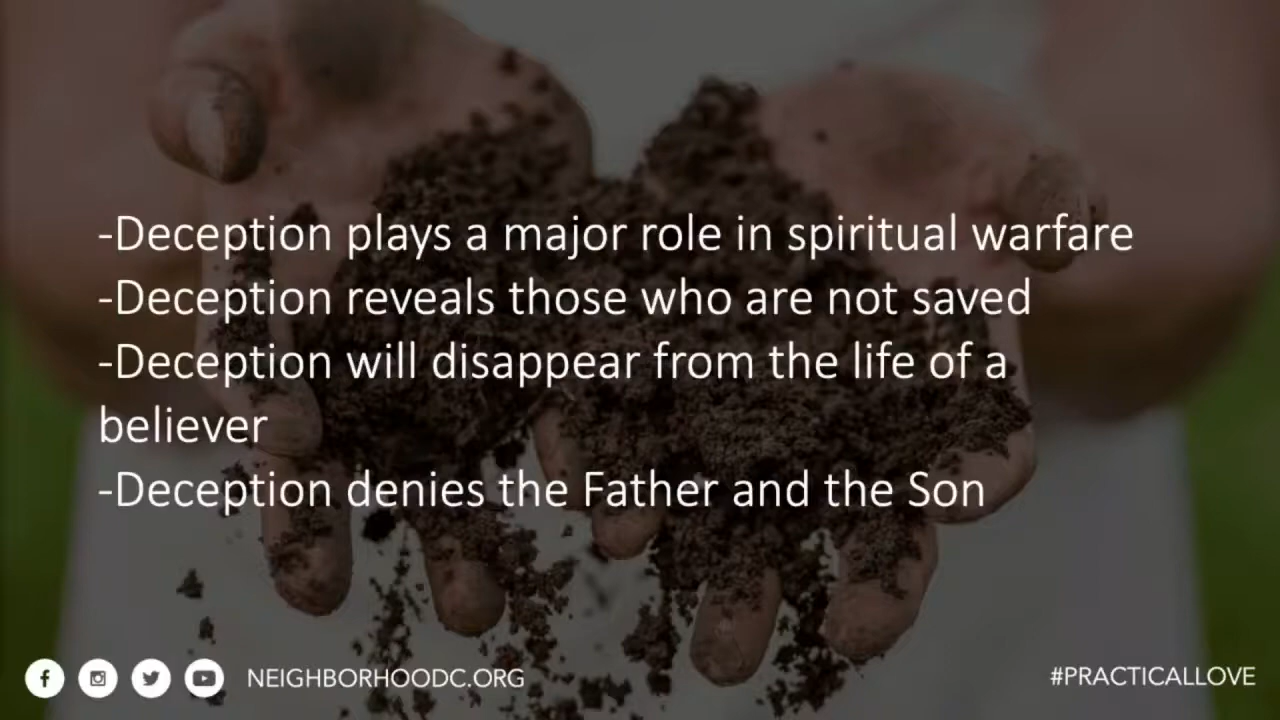 -Deception plays a major role in spiritual warfare
-Deception reveals those who are not saved
-Deception will disappear from the life of a
believer
-Deception denies the Father and the Son
NEIGHBORHOODC.ORG
#PRACTICALLOVE